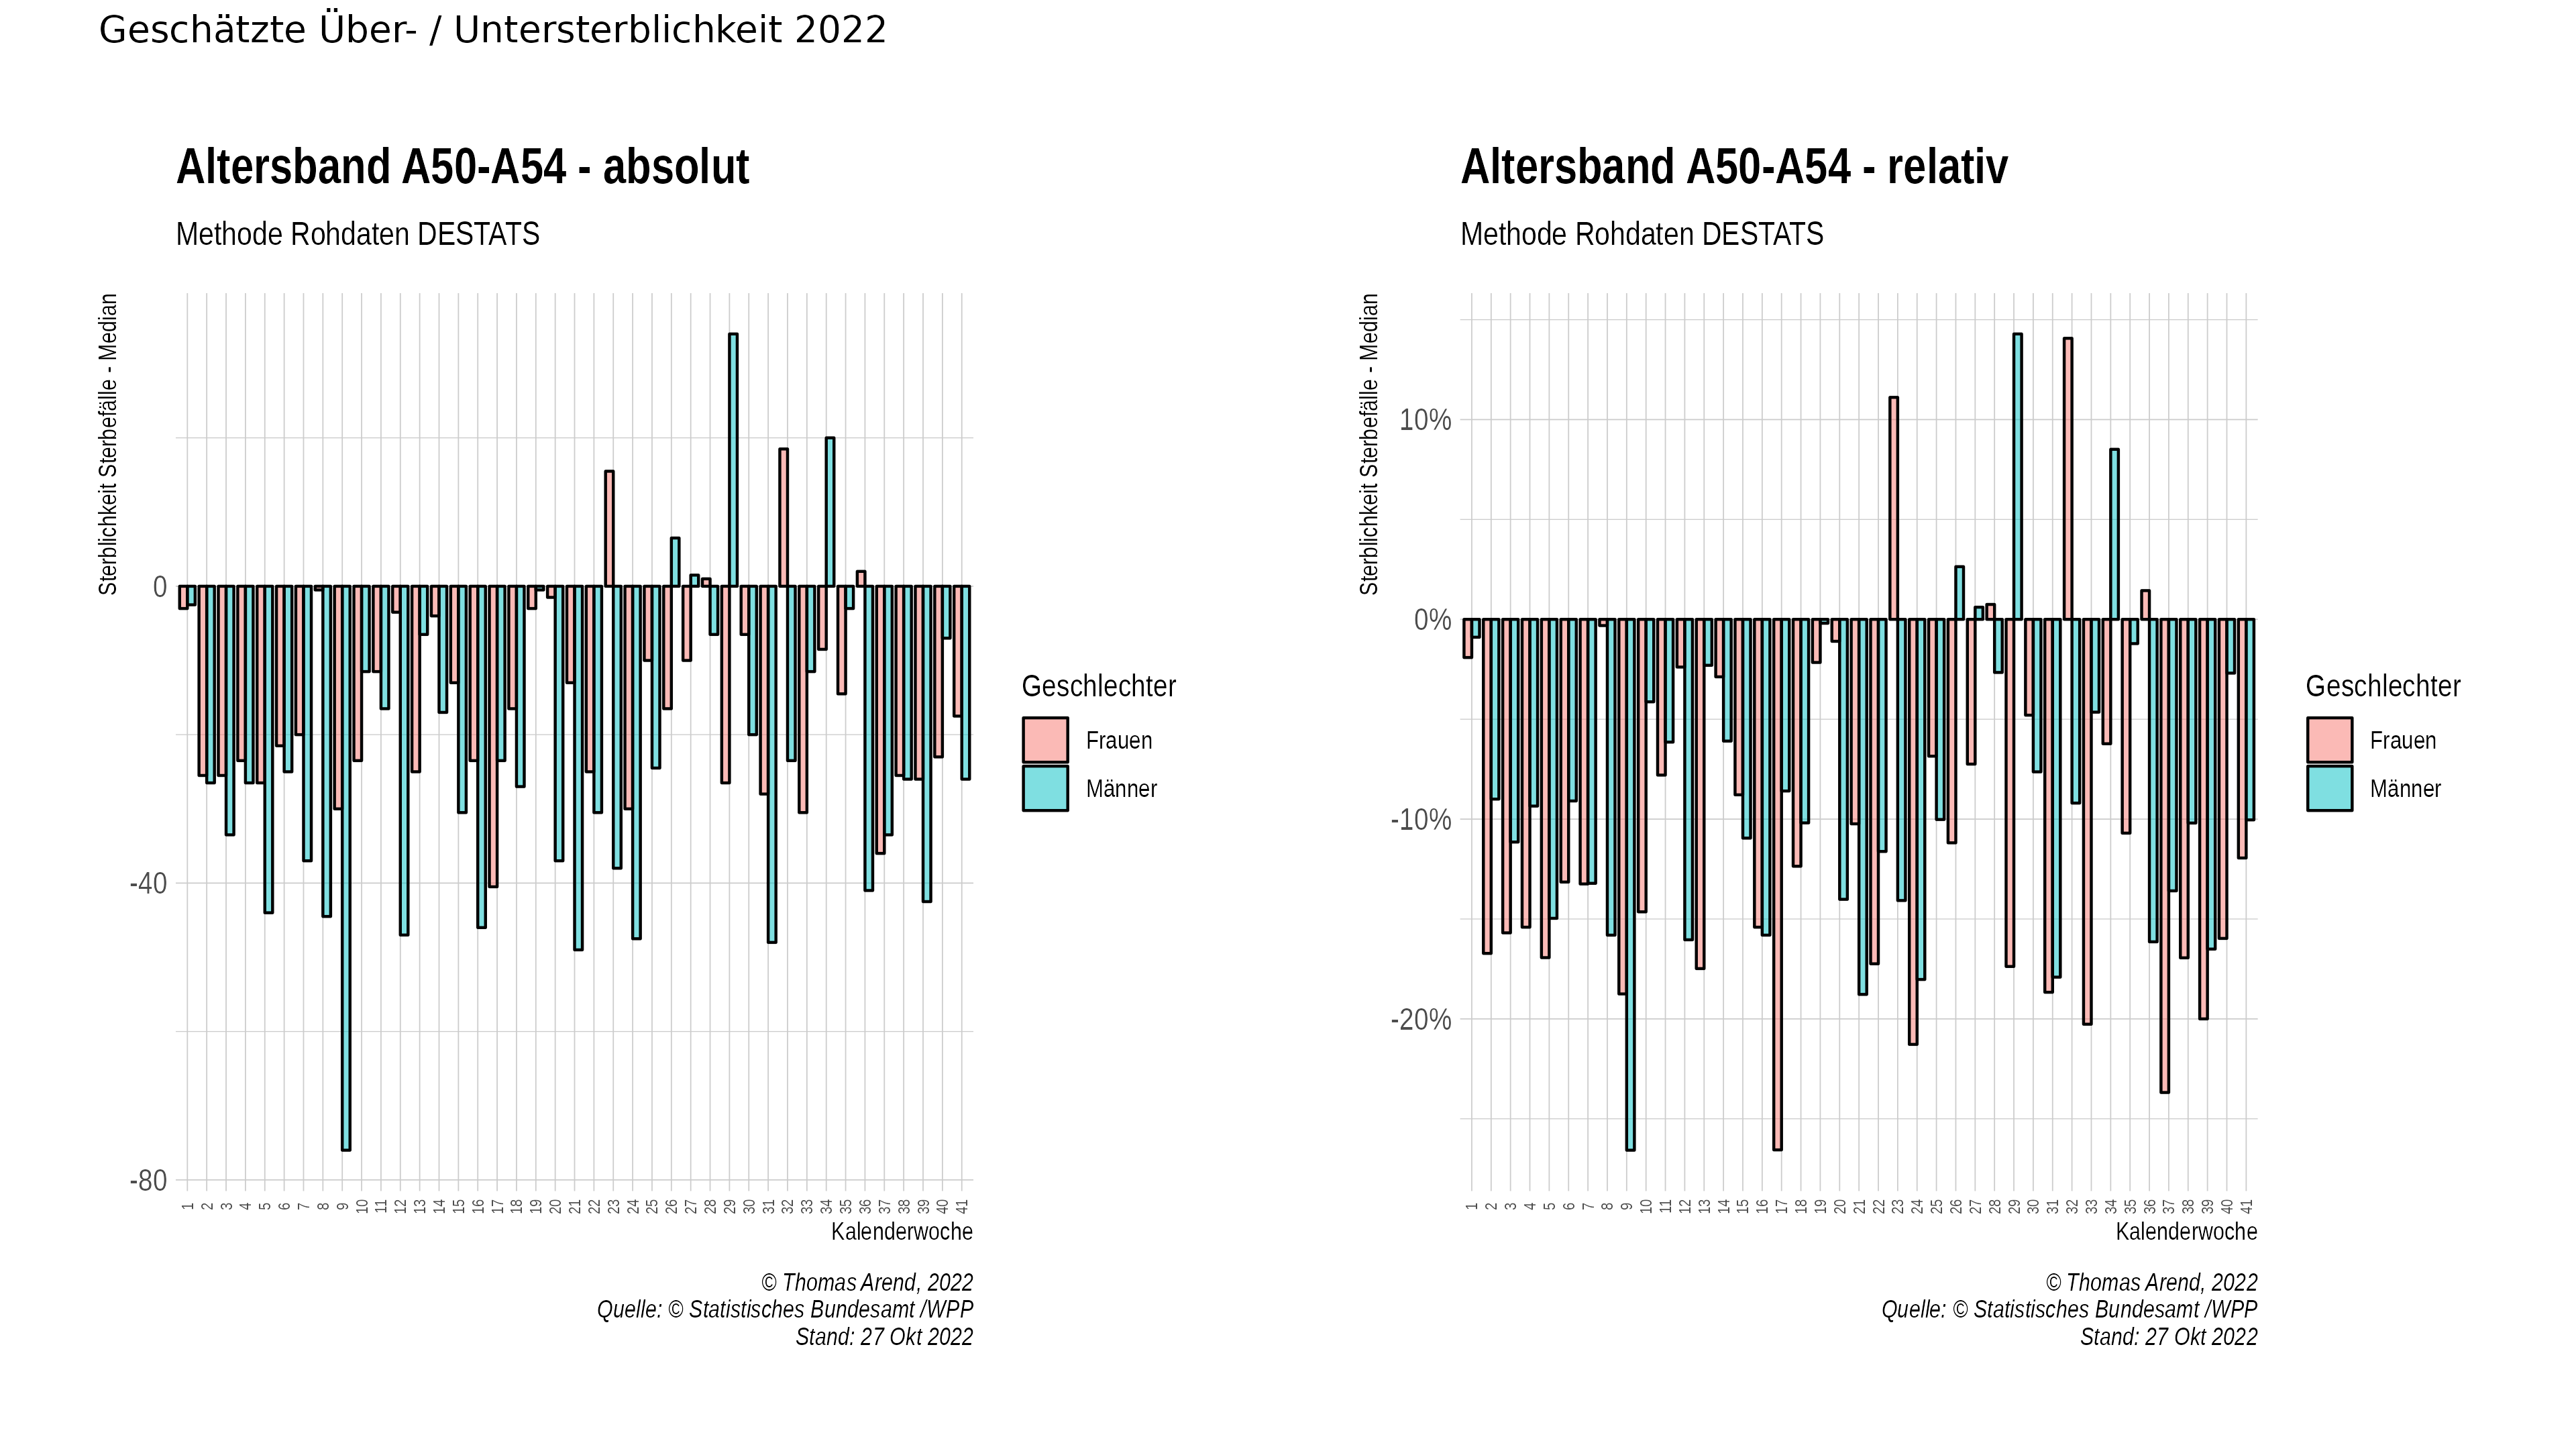 Geschätzte Über- / Untersterblichkeit 2022
Altersband A50-A54 - absolut
Methode Rohdaten DESTATS
Sterblichkeit Sterbefälle - Median
0
-40
-80
1 2 3 4 5 6 7 8 9 10 11 12 13 14 15 16 17 18 19 20 21 22 23 24 25 26 27 28 29 30 31 32 33 34 35 36 37 38 39 40 41
Kalenderwoche
Geschlechter
Frauen
Männer
© Thomas Arend, 2022
Quelle: © Statistisches Bundesamt /WPP
Stand: 27 Okt 2022
Altersband A50-A54 - relativ
Methode Rohdaten DESTATS
Sterblichkeit Sterbefälle - Median
10%
0%
-10%
-20%
1 2 3 4 5 6 7 8 9 10 11 12 13 14 15 16 17 18 19 20 21 22 23 24 25 26 27 28 29 30 31 32 33 34 35 36 37 38 39 40 41
Kalenderwoche
Geschlechter
Frauen
Männer
© Thomas Arend, 2022
Quelle: © Statistisches Bundesamt /WPP
Stand: 27 Okt 2022